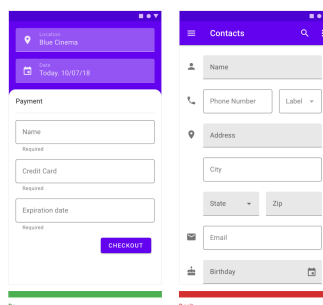 Location
Blue Cinema
Date
Today. 10/07/18
Payment
Name
Required
Credit Card
Required
Expiration date
Required
CHECKOUT
Contacts
Name
Phone Number
Label
Address
City
State
Zip
Email
Birthday